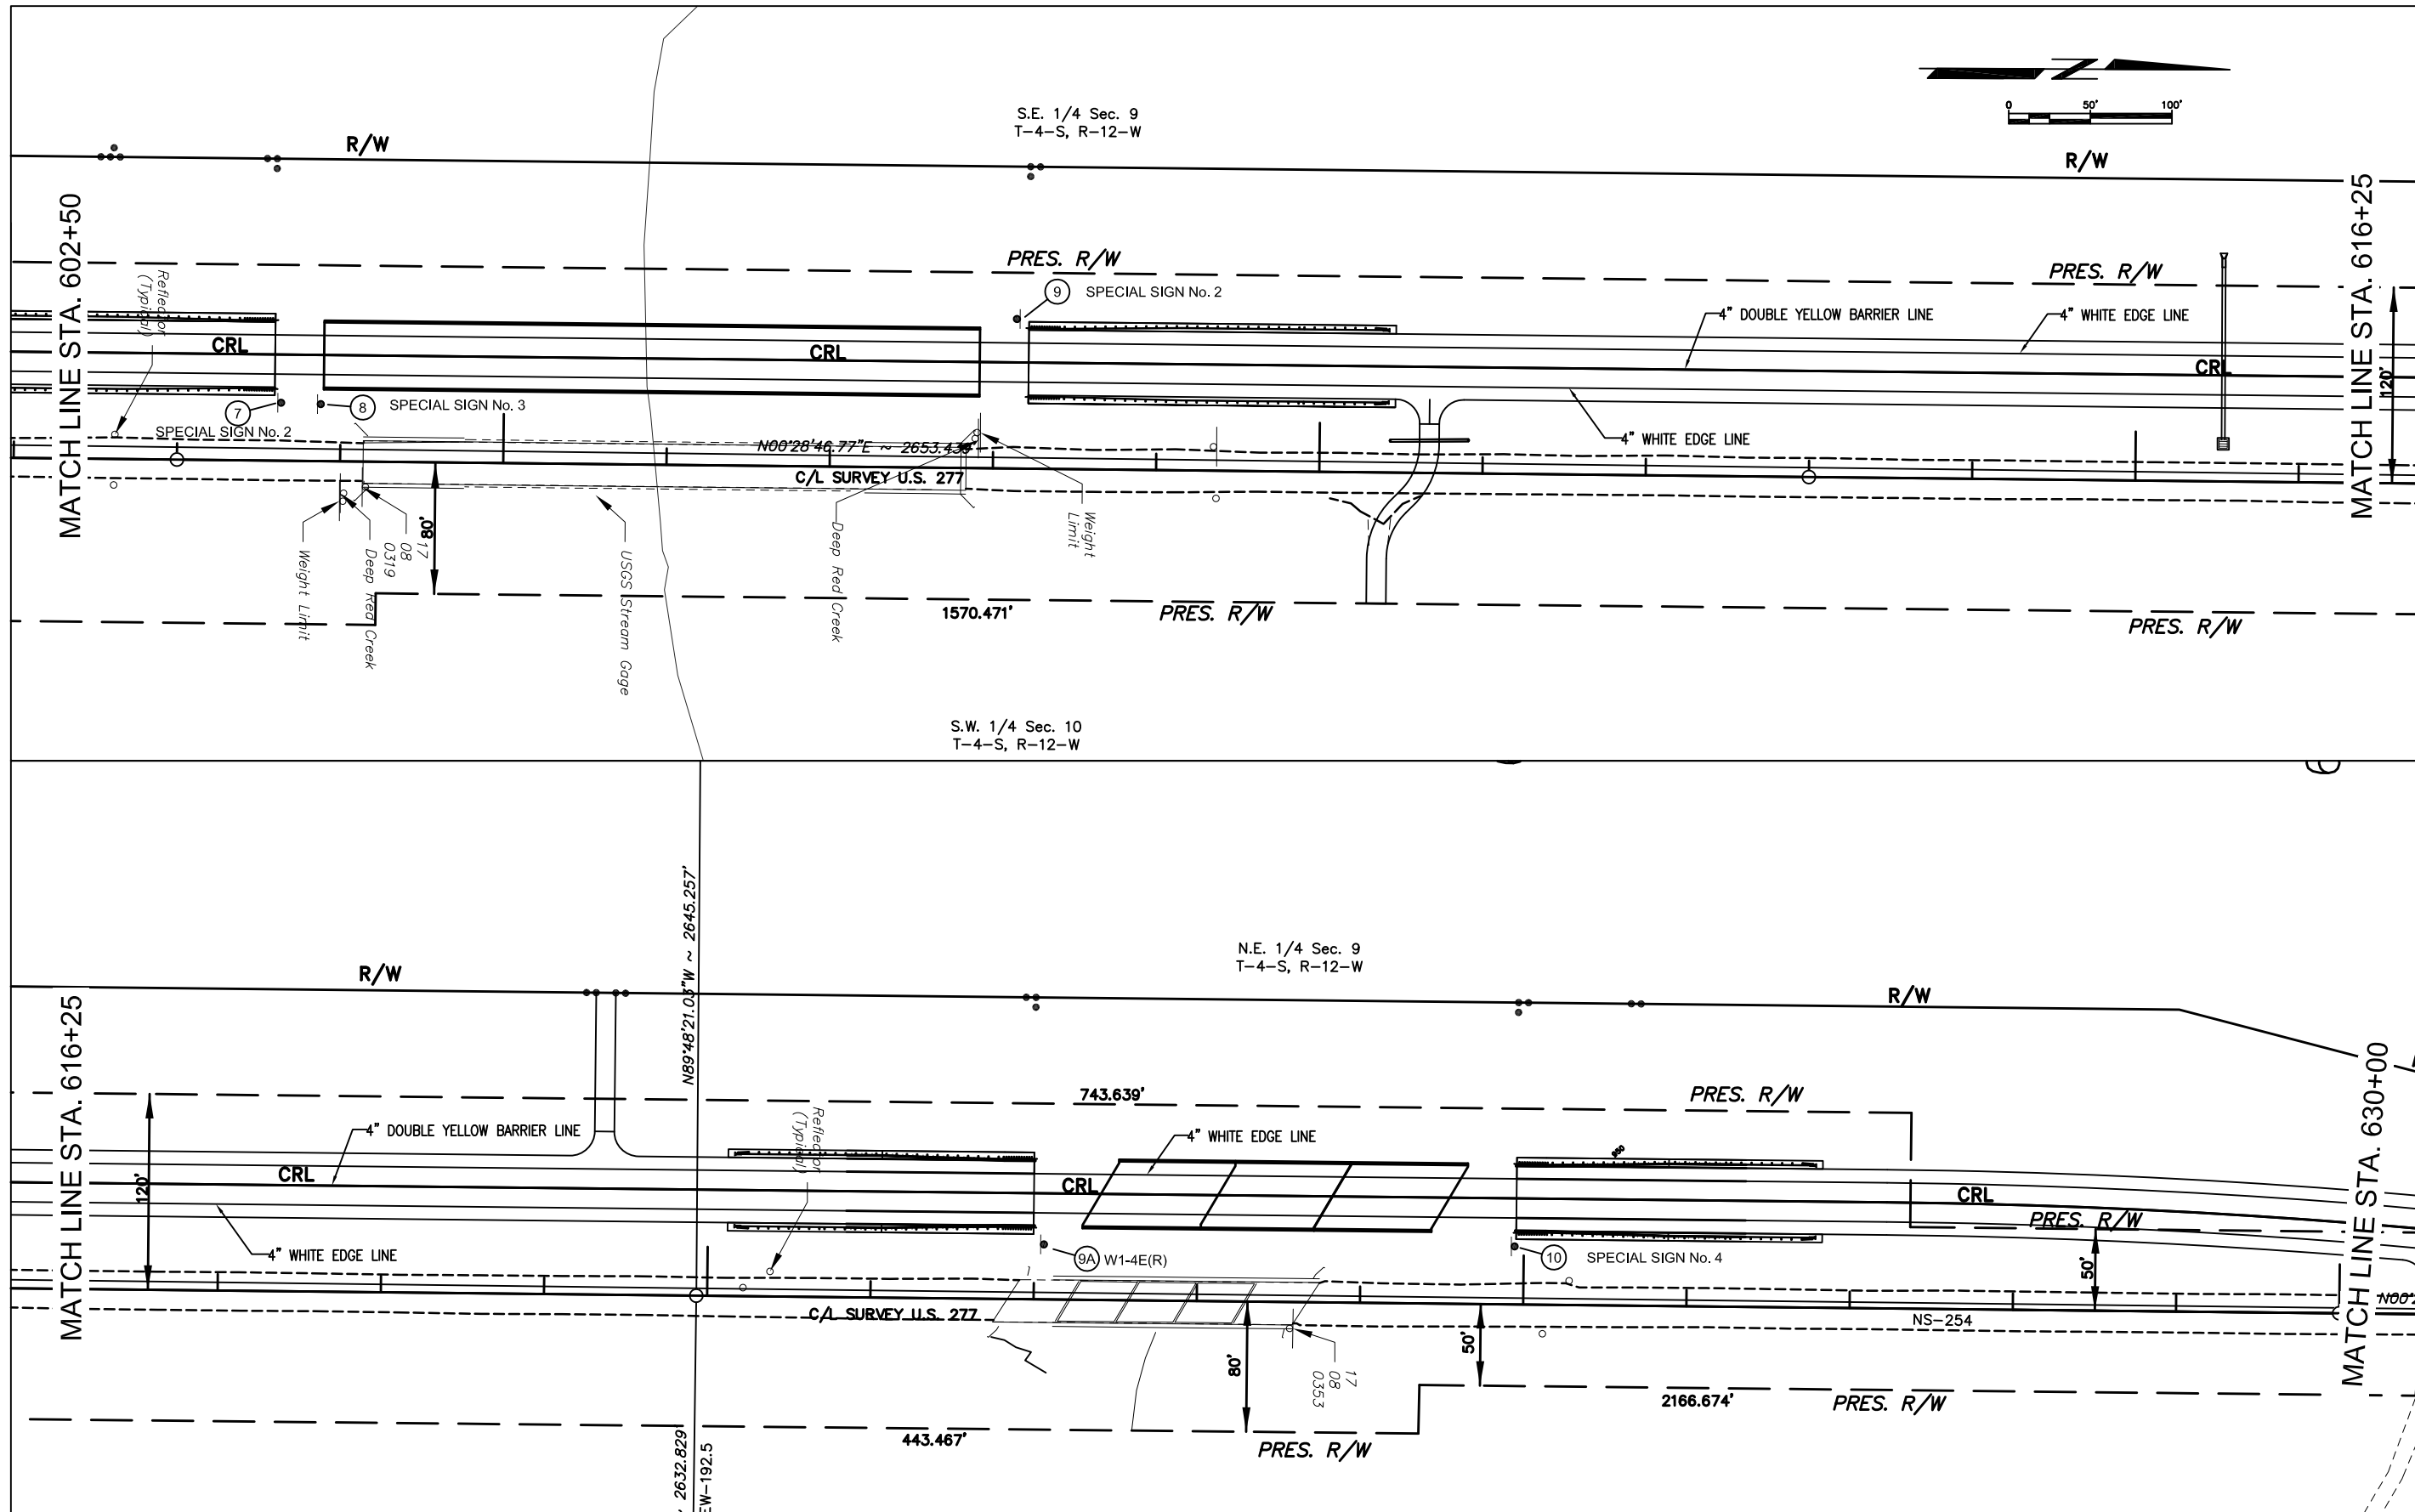 0 50' 100'
S.E. 1/4 Sec. 9
T-4-S, R-12-W
R/W
R/W
MATCH LINE STA. 602+50
MATCH LINE STA. 616+25
PRES. R/W
PRES. R/W
Reflector
(Typical)
9 SPECIAL SIGN No. 2
4" DOUBLE YELLOW BARRIER LINE
4" WHITE EDGE LINE
CRL
CRL
CRL
120'
7
SPECIAL SIGN No. 2
8 SPECIAL SIGN No. 3
4" WHITE EDGE LINE
N00°28'46.77"E ~ 2653.43
C/L SURVEY U.S. 277
80'
17
08
0319
Weight Limit
Deep Red Creek
USGS Stream Gage
Deep Red Creek
Weight
Limit
1570.471'
PRES. R/W
PRES. R/W
S.W. 1/4 Sec. 10
T-4-S, R-12-W
N89°48'21.03"W ~ 2645.257'
N.E. 1/4 Sec. 9
T-4-S, R-12-W
R/W
R/W
MATCH LINE STA. 616+25
MATCH LINE STA. 630+00
743.639'
PRES. R/W
Reflector
(Typical)
4" DOUBLE YELLOW BARRIER LINE
4" WHITE EDGE LINE
CRL
CRL
CRL
120'
PRES. R/W
4" WHITE EDGE LINE
9A W1-4E(R)
10 SPECIAL SIGN No. 4
50'
C/L SURVEY U.S. 277
NS-254
80'
50'
17
08
0353
2166.674'
PRES. R/W
443.467'
PRES. R/W
2632.829
EW-192.5